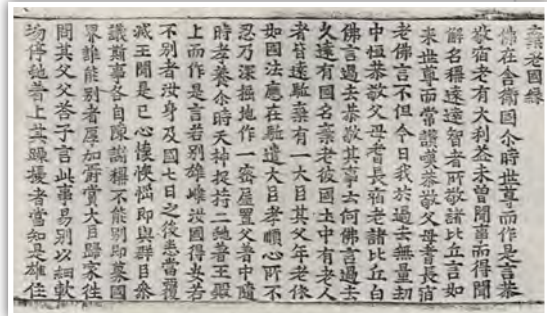 棄老國緣
佛在舍衛國尒時世尊而作是言恭
敬宿老有大利益未曾聞事而得聞
解名稱遠達智者所敬諸比丘言如
来世尊而常讚嘆恭敬父母耆長宿
老佛言不但今日我於過去無量劫
中恒恭敬父母耆長宿老諸比丘白
佛言過去恭敬其事云何佛言過去
久遠有國名棄老彼國土中有老人
者皆遠驅棄有一大臣其父年老依
如國法應在驅遣大臣孝順心所不
忍乃深掘地作一密屋置父著中隨
時孝養尒時天神捉持二虵著王殿
上而作是言若別雄雌汝國得安若
不別者汝身及國七日之後悉當覆
滅王聞是已心懷懊惱即與群臣參
議斯事各自陳謝稱不能別即募國
界誰能別者厚加爵賞大臣歸家往
問其父父答子言此事易別以細軟
物停虵著上其躁擾者當知是雄住